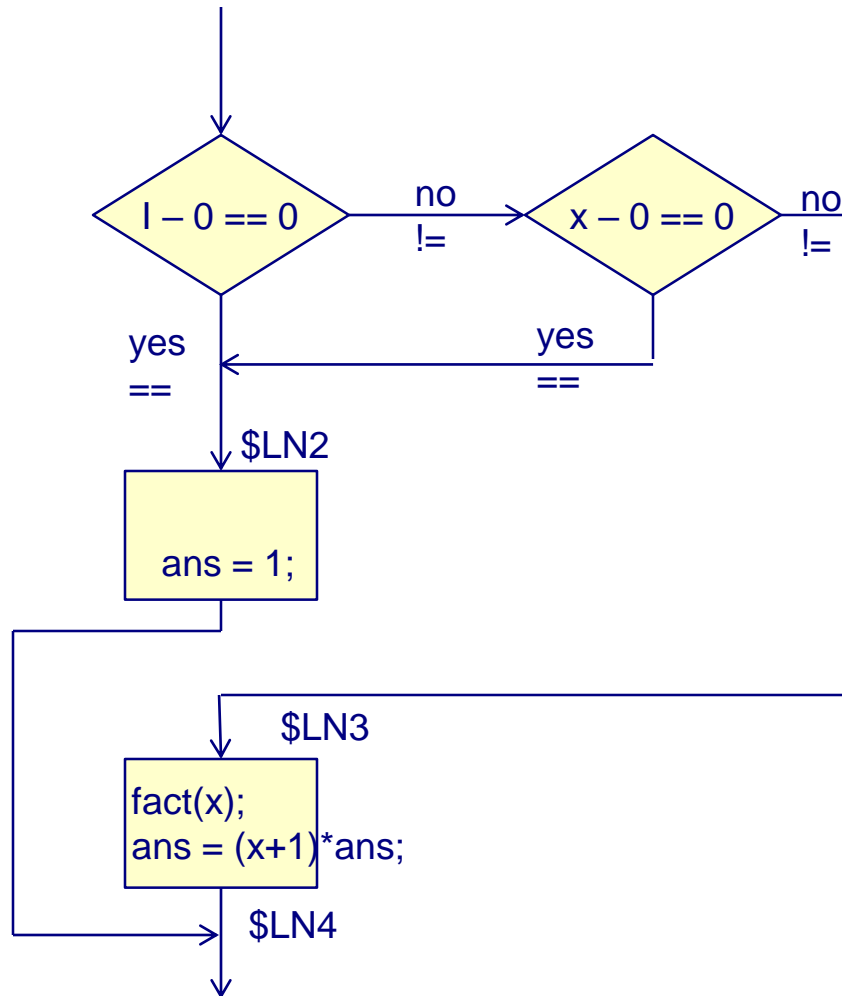 l – 0 == 0
no
!=
x – 0 == 0
no
!=
yes
==
yes
==
$LN2
ans = 1;
$LN3
fact(x);
ans = (x+1)*ans;
$LN4